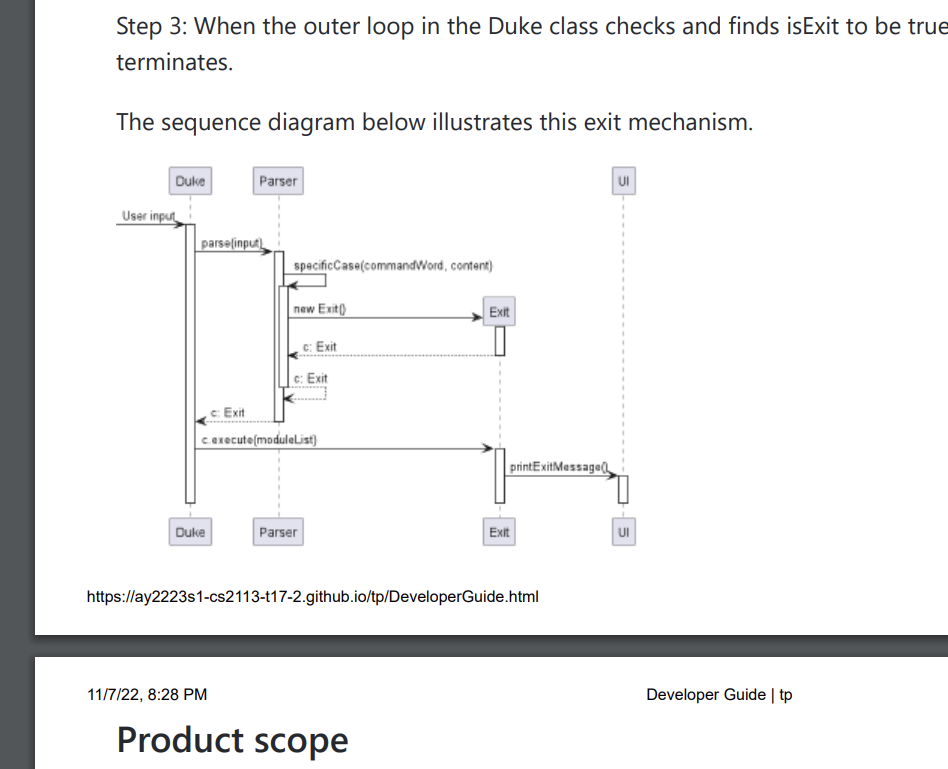 Step 3: When the outer loop in the Duke class checks and finds isExit to be true
terminates.
The sequence diagram below illustrates this exit mechanism.
Duke Parser UI
User input
parse(input)
specificCase(commandWord, content)
new Exit()
Exit
c: Exit
c: Exit
c: Exit
c.execute(moduleList)
printExitMessage()
Duke Parser Exit UI
https://ay2223s1-cs2113-t17-2.github.io/tp/DeveloperGuide.html
11/7/22, 8:28 PM Developer Guide | tp
Product scope